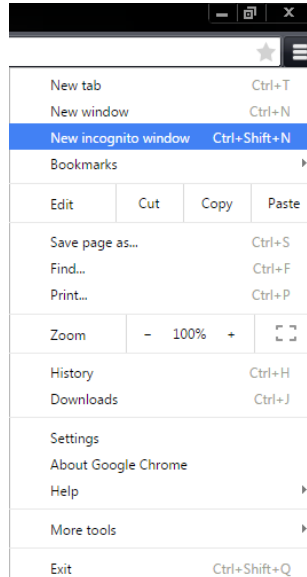 New tab Ctrl+T
New window Ctrl+N
New incognito window Ctrl+Shift+N
Bookmarks
Edit Cut Copy Paste
Save page as... Ctrl+S
Find... Ctrl+F
Print... Ctrl+P
Zoom - 100% +
History Ctrl+H
Downloads Ctrl+J
Settings
About Google Chrome
Help
More tools
Exit Ctrl+Shift+Q